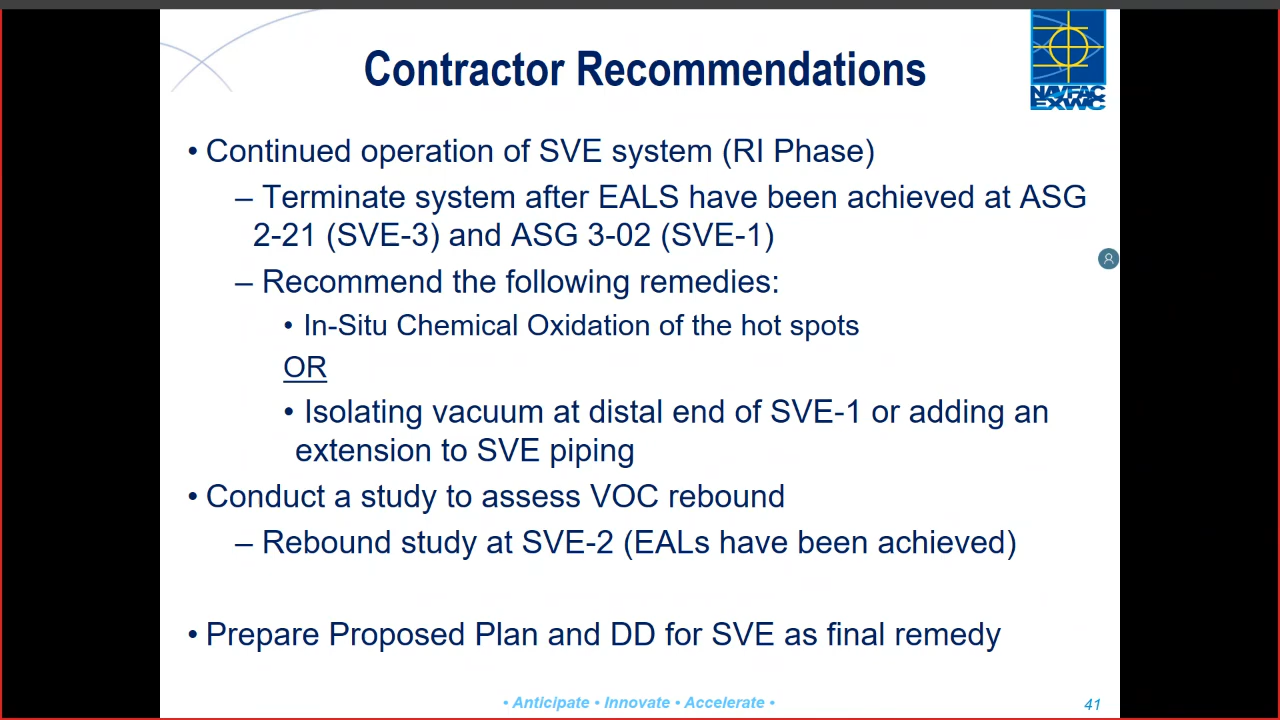 Contractor Recommendations
NAVFAC
EXWC
• Continued operation of SVE system (RI Phase)
– Terminate system after EALS have been achieved at ASG
2-21 (SVE-3) and ASG 3-02 (SVE-1)
– Recommend the following remedies:
• In-Situ Chemical Oxidation of the hot spots
OR
• Isolating vacuum at distal end of SVE-1 or adding an
extension to SVE piping
• Conduct a study to assess VOC rebound
– Rebound study at SVE-2 (EALs have been achieved)
• Prepare Proposed Plan and DD for SVE as final remedy
• Anticipate • Innovate • Accelerate •
41